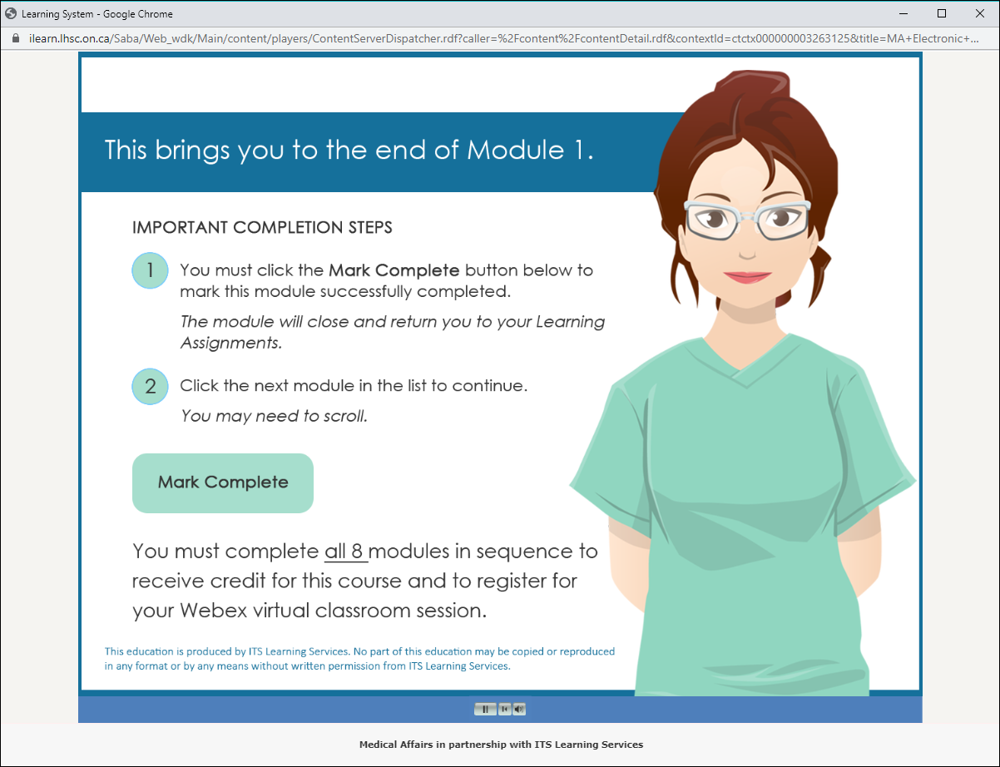 Learning System - Google Chrome
ilearn.lhsc.on.ca/Saba/Web_wdk/Main/content/players/ContentServerDispatcher.rdf?caller=%2Fcontent%2FcontentDetail.rdf&contextId=ctctx000000003263125&title=MA+Electronic+...
This brings you to the end of Module 1.
IMPORTANT COMPLETION STEPS
1 You must click the Mark Complete button below to
mark this module successfully completed.
The module will close and return you to your Learning
Assignments.
2 Click the next module in the list to continue.
You may need to scroll.
Mark Complete
You must complete all 8 modules in sequence to
receive credit for this course and to register for
your Webex virtual classroom session.
This education is produced by ITS Learning Services. No part of this education may be copied or reproduced
in any format or by any means without written permission from ITS Learning Services.
Medical Affairs in partnership with ITS Learning Services